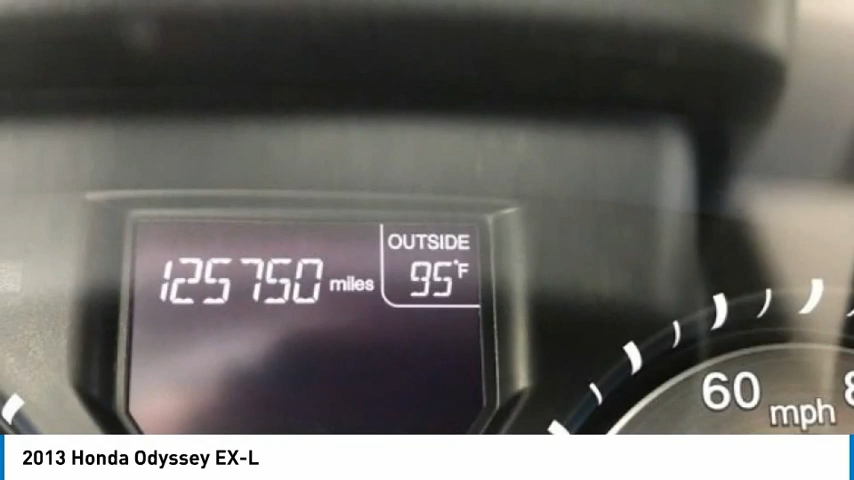 OUTSIDE
125750 miles 95°F
60
mph
2013 Honda Odyssey EX-L